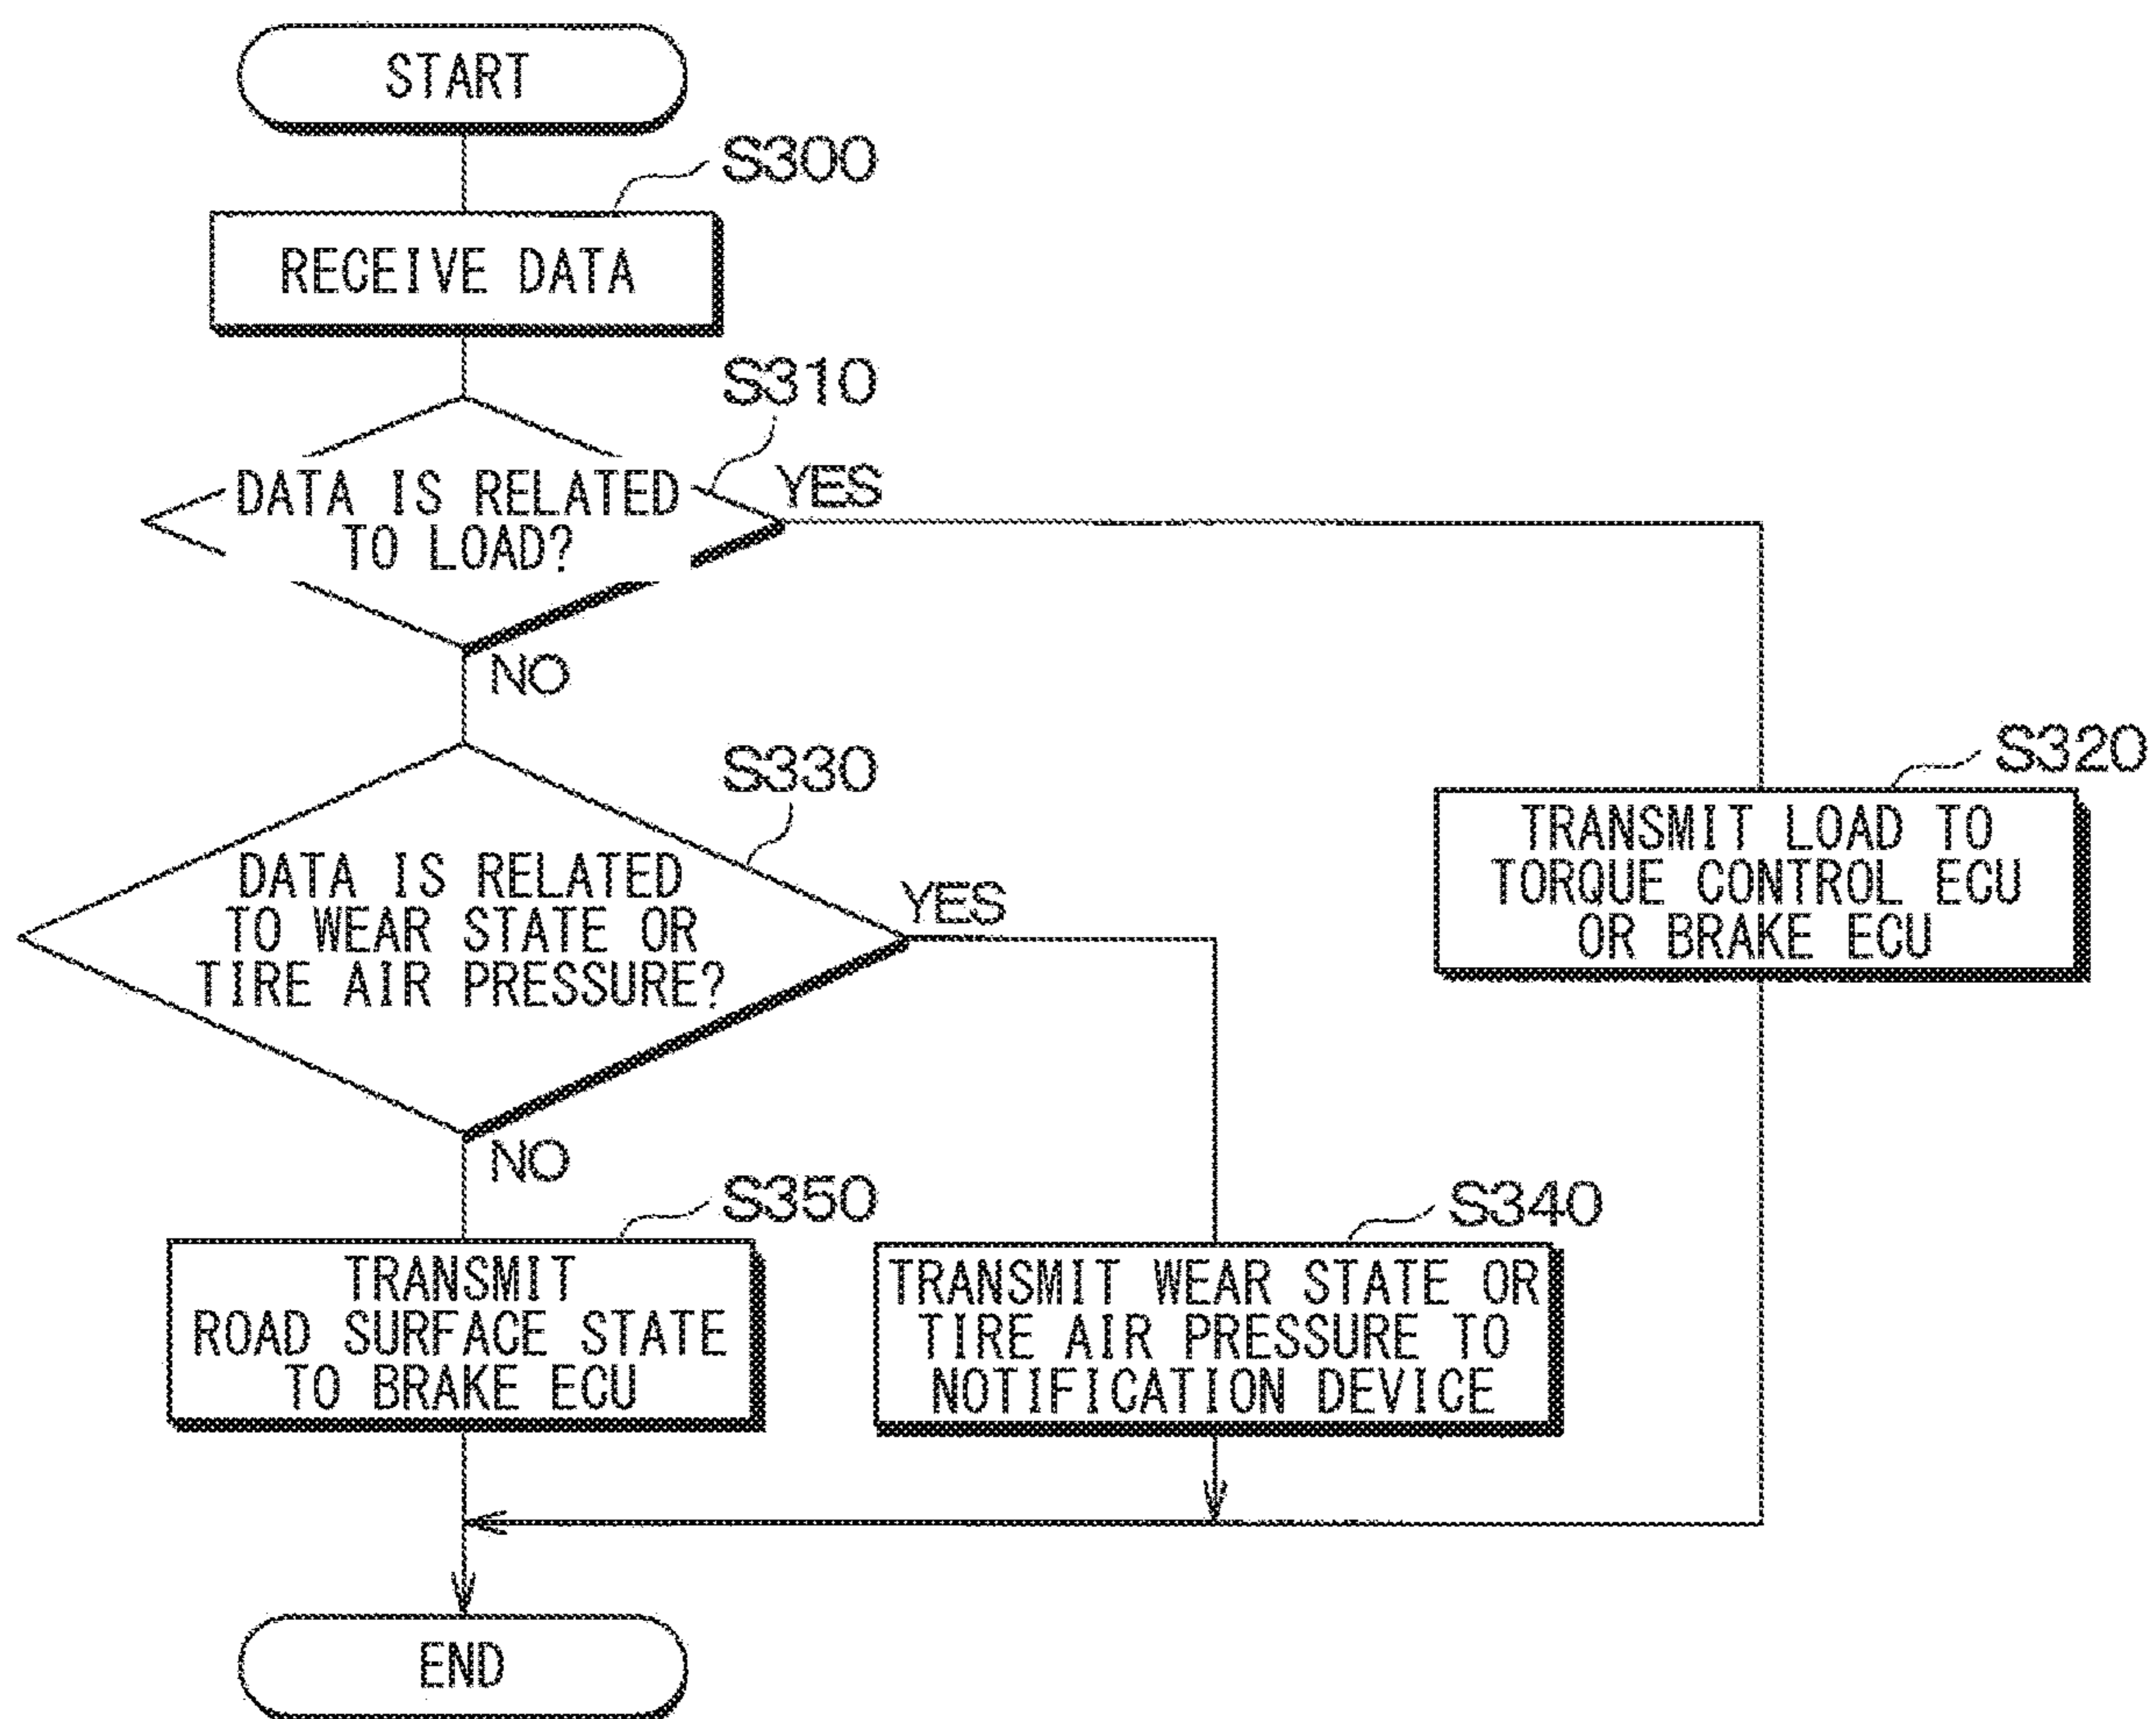 START
S300
RECEIVE DATA
S310
DATA IS RELATED
TO LOAD?
YES
NO
S330
DATA IS RELATED
TO WEAR STATE OR
TIRE AIR PRESSURE?
YES
NO
S320
TRANSMIT LOAD TO
TORQUE CONTROL ECU
OR BRAKE ECU
S350
TRANSMIT
ROAD SURFACE STATE
TO BRAKE ECU
S340
TRANSMIT WEAR STATE OR
TIRE AIR PRESSURE TO
NOTIFICATION DEVICE
END